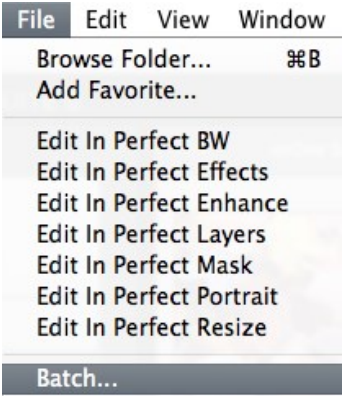 File Edit View Window
Browse Folder... ⌘B
Add Favorite...
Edit In Perfect BW
Edit In Perfect Effects
Edit In Perfect Enhance
Edit In Perfect Layers
Edit In Perfect Mask
Edit In Perfect Portrait
Edit In Perfect Resize
Batch...